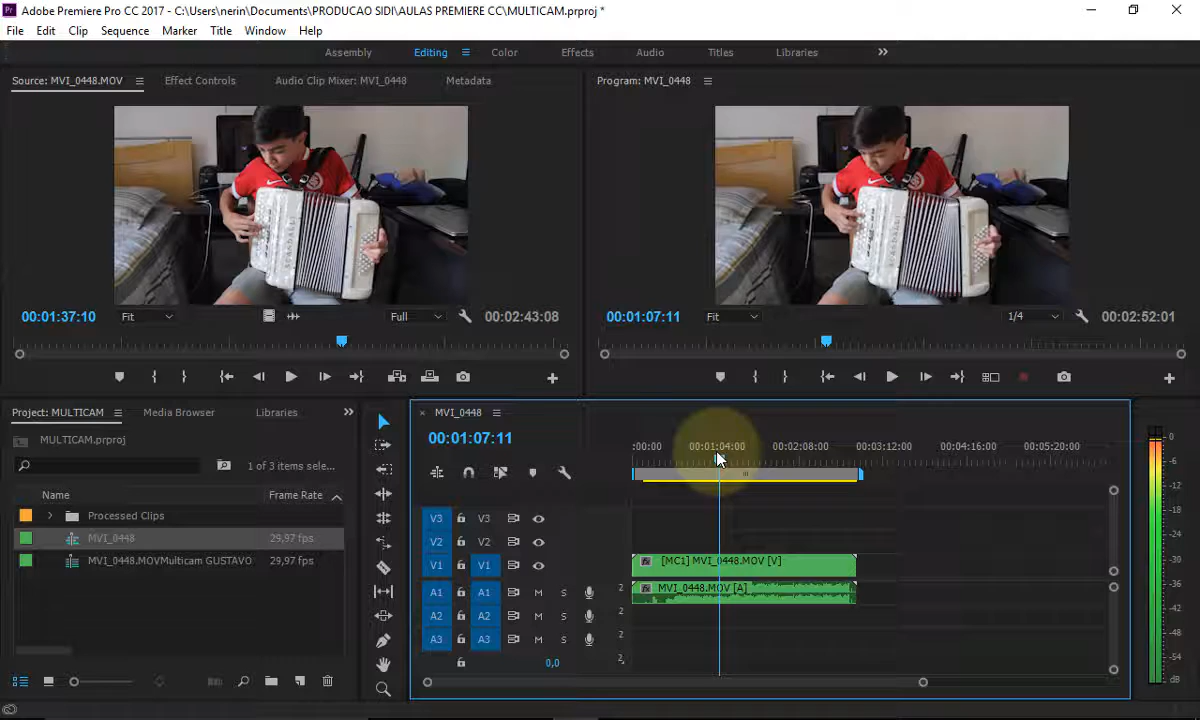 Pr Adobe Premiere Pro CC 2017 - C:\Users\nerin\Documents\PRODUCAO SIDI\AULAS PREMIERE CC\MULTICAM.prproj *
File Edit Clip Sequence Marker Title Window Help
Assembly Editing Color Effects Audio Titles Libraries
Source: MVI_0448.MOV Effect Controls Audio Clip Mixer: MVI_0448 Metadata
Program: MVI_0448
00:01:37:10 Fit Full 00:02:43:08
00:01:07:11 Fit 1/4 00:02:52:01
Project: MULTICAM Media Browser Libraries
MULTICAM.prproj
1 of 3 items sele...
Name Frame Rate
Processed Clips
MVI_0448 29,97 fps
MVI_0448.MOVMulticam GUSTAVO 29,97 fps
MVI_0448
00:01:07:11
:00:00 00:01:04:00 00:02:08:00 00:03:12:00 00:04:16:00 00:05:20:00
V3 V3
V2 V2
V1 V1 [MC1] MVI_0448.MOV [V]
A1 A1 M S 2 MVI_0448.MOV [A]
A2 A2 M S 2
A3 A3 M S 2
0,0 2
0
-6
-12
-18
-24
-30
-36
-42
-48
-54
dB